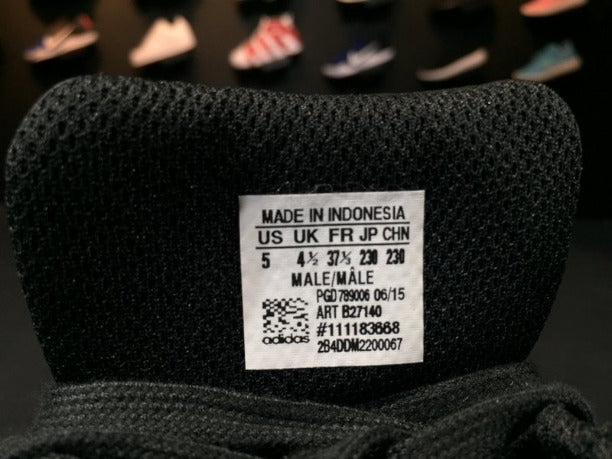 MADE IN INDONESIA
US UK FR JP CHN
5 4½ 37⅓ 230 230
MALE/MÂLE
PGD789006 06/15
ART B27140
#111183668
adidas 2B4DDM2200067